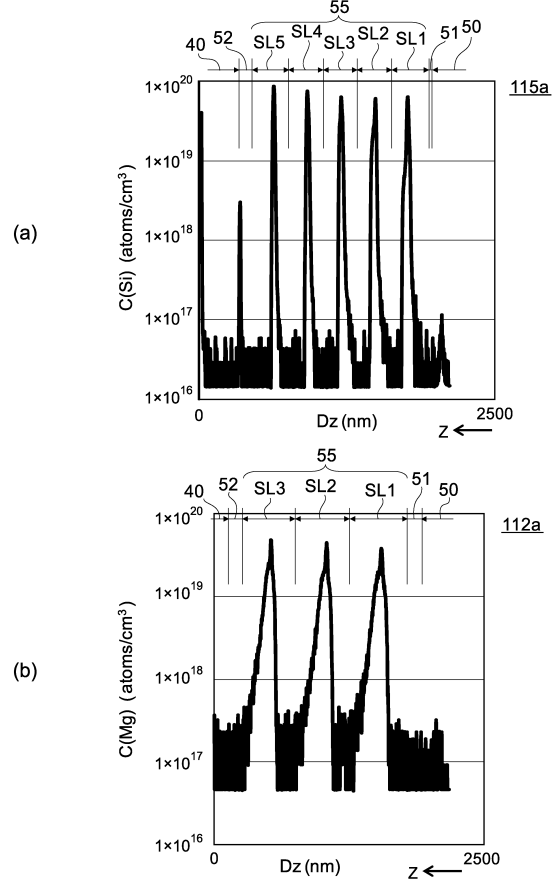 55
40 52 SL5 SL4 SL3 SL2 SL1 51 50
115a
(a)
C(Si) (atoms/cm³)
1×10²⁰
1×10¹⁹
1×10¹⁸
1×10¹⁷
1×10¹⁶
0 2500
Dz (nm)
Z
55
40 52 SL3 SL2 SL1 51 50
112a
(b)
C(Mg) (atoms/cm³)
1×10²⁰
1×10¹⁹
1×10¹⁸
1×10¹⁷
1×10¹⁶
0 2500
Dz (nm)
Z